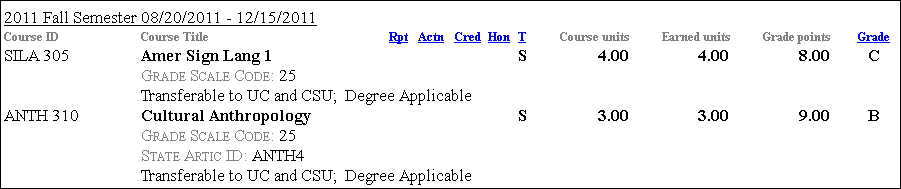 2011 Fall Semester 08/20/2011 - 12/15/2011
Course ID Course Title Rpt Actn Cred Hon T Course units Earned units Grade points Grade
SILA 305 Amer Sign Lang 1 S 4.00 4.00 8.00 C
GRADE SCALE CODE: 25
Transferable to UC and CSU; Degree Applicable
ANTH 310 Cultural Anthropology S 3.00 3.00 9.00 B
GRADE SCALE CODE: 25
STATE ARTIC ID: ANTH4
Transferable to UC and CSU; Degree Applicable